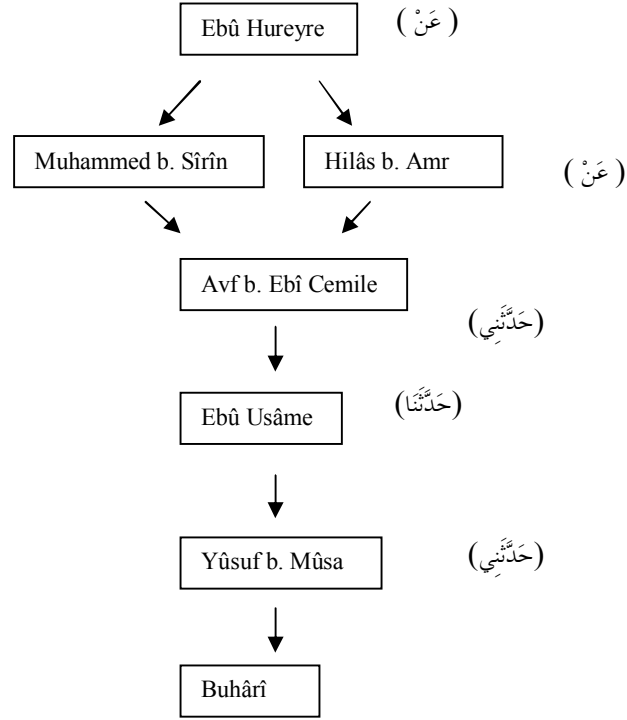 Ebû Hureyre (عَنْ )
Muhammed b. Sîrîn Hilâs b. Amr (عَنْ )
Avf b. Ebî Cemile
(حَدَّثَنِي)
Ebû Usâme (حَدَّثَنَا)
Yûsuf b. Mûsa (حَدَّثَنِي)
Buhârî